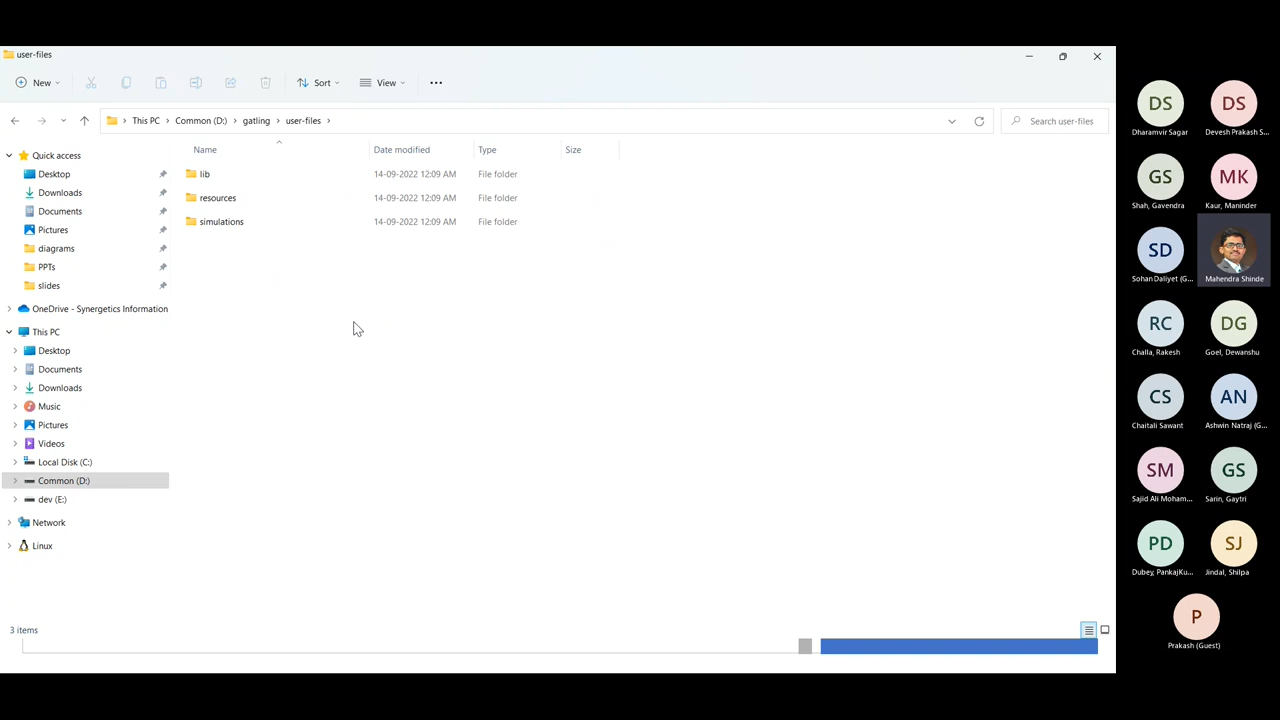 user-files
New
Sort
View
This PC
Common (D:)
gatling
user-files
Search user-files
Name
Date modified
Type
Size
lib
14-09-2022 12:09 AM
File folder
resources
14-09-2022 12:09 AM
File folder
simulations
14-09-2022 12:09 AM
File folder
Quick access
Desktop
Downloads
Documents
Pictures
diagrams
PPTs
slides
OneDrive - Synergetics Information
This PC
Desktop
Documents
Downloads
Music
Pictures
Videos
Local Disk (C:)
Common (D:)
dev (E:)
Network
Linux
3 items
DS
Dharamvir Sagar
DS
Devesh Prakash S...
GS
Shah, Gavendra
MK
Kaur, Maninder
SD
Sohan Daliyet (G...
Mahendra Shinde
RC
Challa, Rakesh
DG
Goel, Dewanshu
CS
Chaitali Sawant
AN
Ashwin Natraj (G...
SM
Sajid Ali Moham...
GS
Sarin, Gaytri
PD
Dubey, PankajKu...
SJ
Jindal, Shilpa
P
Prakash (Guest)